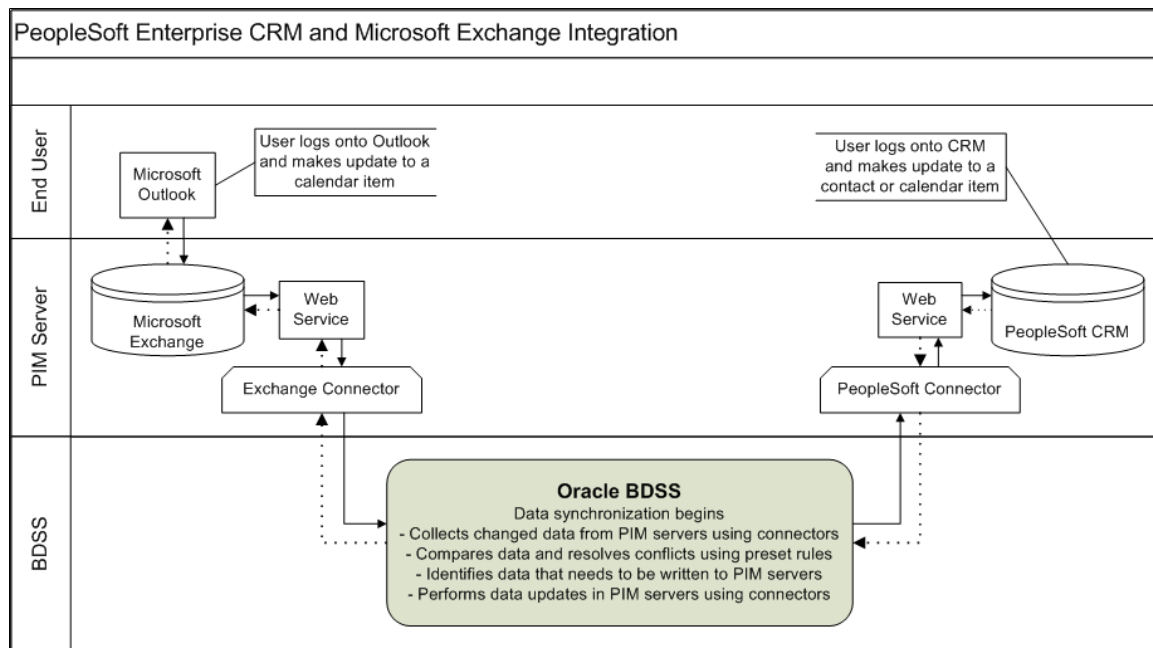 PeopleSoft Enterprise CRM and Microsoft Exchange Integration
End User
Microsoft
Outlook
User logs onto Outlook
and makes update to a
calendar item
User logs onto CRM
and makes update to a
contact or calendar item
PIM Server
Microsoft
Exchange
Web
Service
Exchange Connector
Web
Service
PeopleSoft CRM
PeopleSoft Connector
BDSS
Oracle BDSS
Data synchronization begins
- Collects changed data from PIM servers using connectors
- Compares data and resolves conflicts using preset rules
- Identifies data that needs to be written to PIM servers
- Performs data updates in PIM servers using connectors